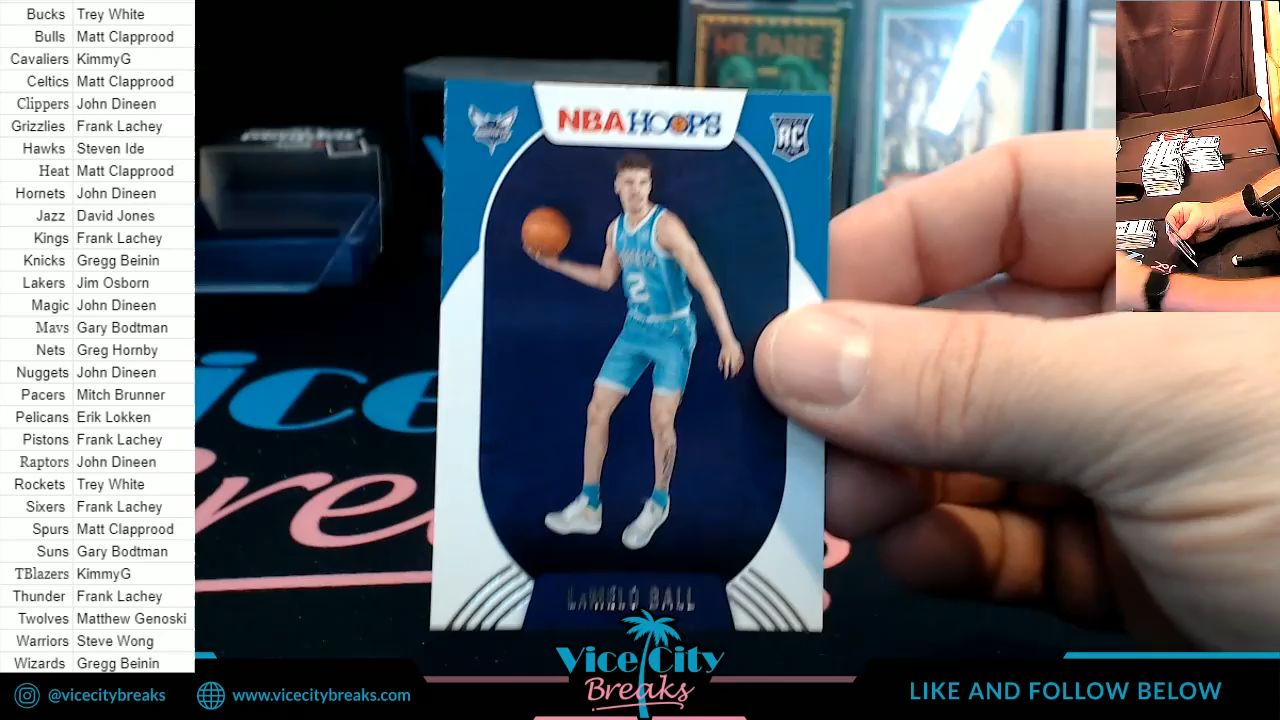 Bucks Trey White
Bulls Matt Clapprood
Cavaliers KimmyG
Celtics Matt Clapprood
Clippers John Dineen
Grizzlies Frank Lachey
Hawks Steven Ide
Heat Matt Clapprood
Hornets John Dineen
Jazz David Jones
Kings Frank Lachey
Knicks Gregg Beinin
Lakers Jim Osborn
Magic John Dineen
Mavs Gary Bodtman
Nets Greg Hornby
Nuggets John Dineen
Pacers Mitch Brunner
Pelicans Erik Lokken
Pistons Frank Lachey
Raptors John Dineen
Rockets Trey White
Sixers Frank Lachey
Spurs Matt Clapprood
Suns Gary Bodtman
TBlazers KimmyG
Thunder Frank Lachey
Twolves Matthew Genoski
Warriors Steve Wong
Wizards Gregg Beinin
NBA HOOPS
RC
2
LaMELO BALL
Vice City
Breaks
@vicecitybreaks
www.vicecitybreaks.com
LIKE AND FOLLOW BELOW